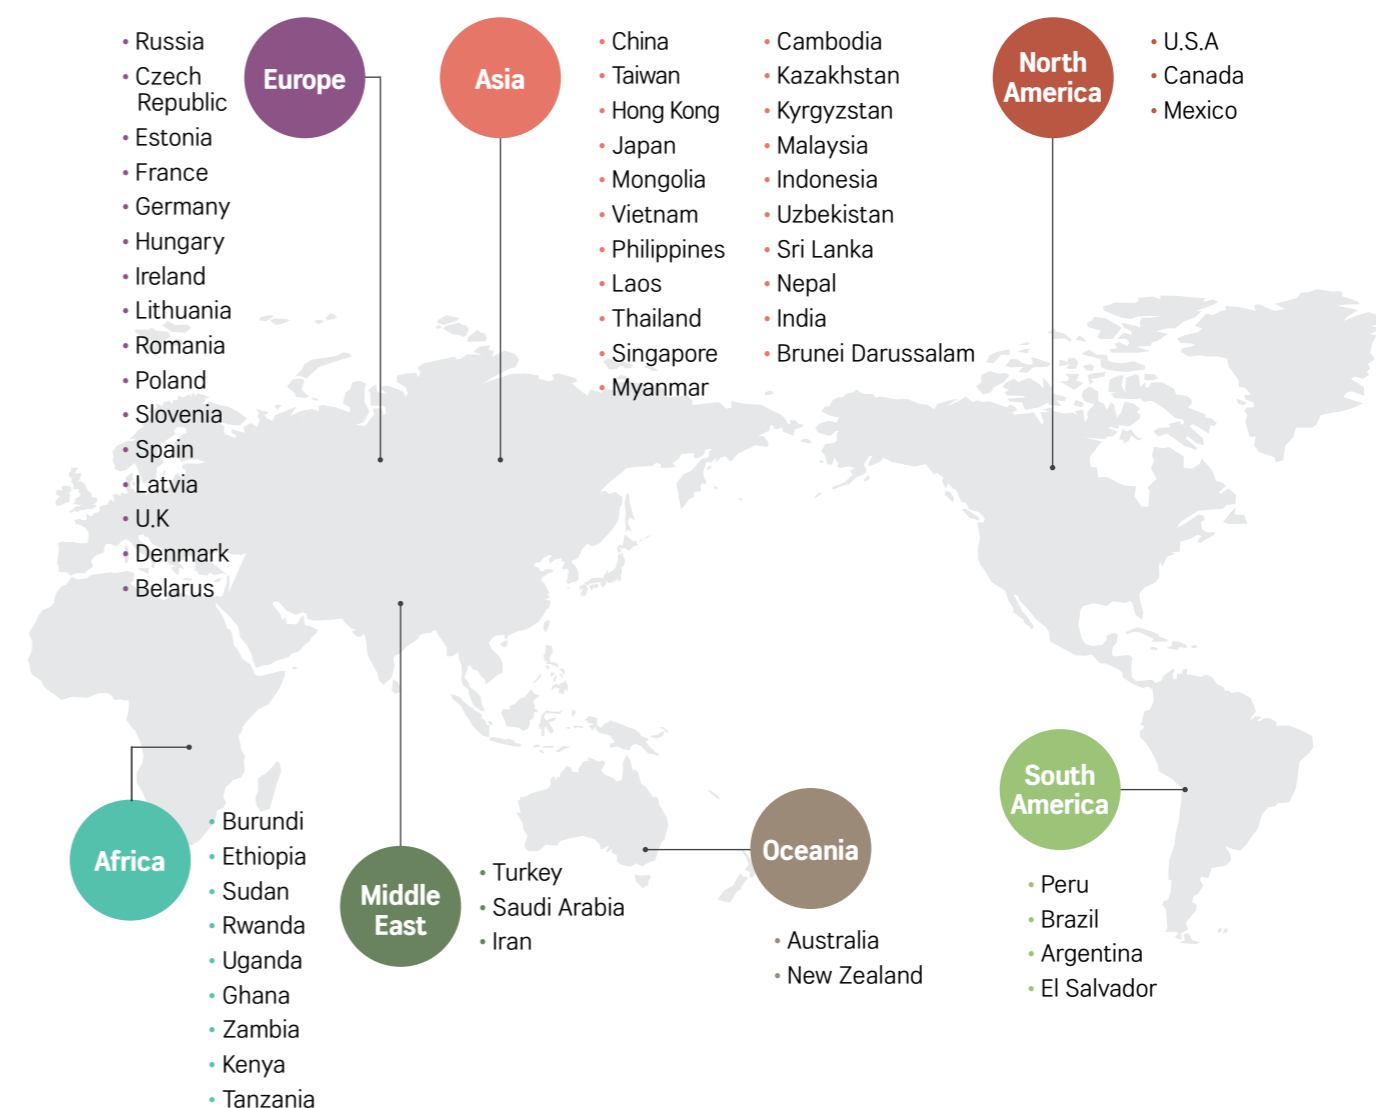 Europe
• Russia
• Czech
Republic
• Estonia
• France
• Germany
• Hungary
• Ireland
• Lithuania
• Romania
• Poland
• Slovenia
• Spain
• Latvia
• U.K
• Denmark
• Belarus
Asia
• China
• Taiwan
• Hong Kong
• Japan
• Mongolia
• Vietnam
• Philippines
• Laos
• Thailand
• Singapore
• Myanmar
• Cambodia
• Kazakhstan
• Kyrgyzstan
• Malaysia
• Indonesia
• Uzbekistan
• Sri Lanka
• Nepal
• India
• Brunei Darussalam
North
America
• U.S.A
• Canada
• Mexico
Africa
• Burundi
• Ethiopia
• Sudan
• Rwanda
• Uganda
• Ghana
• Zambia
• Kenya
• Tanzania
Middle
East
• Turkey
• Saudi Arabia
• Iran
Oceania
• Australia
• New Zealand
South
America
• Peru
• Brazil
• Argentina
• El Salvador